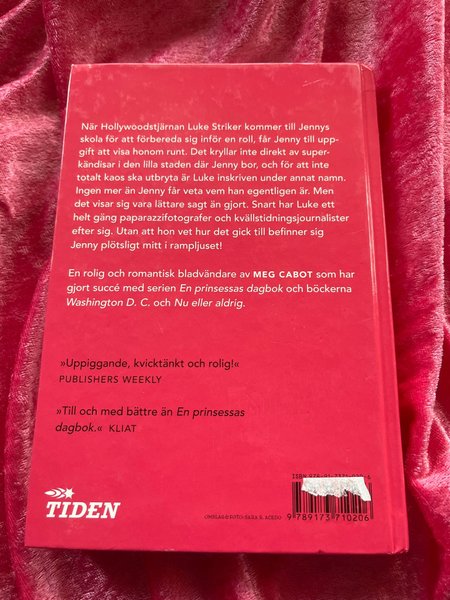 När Hollywoodstjärnan Luke Striker kommer till Jennys
skola för att förbereda sig inför en roll, får Jenny till upp-
gift att visa honom runt. Det kryllar inte direkt av super-
kändisar i den lilla staden där Jenny bor, och för att inte
totalt kaos ska utbryta är Luke inskriven under annat namn.
Ingen mer än Jenny får veta vem han egentligen är. Men
det visar sig vara lättare sagt än gjort. Snart har Luke ett
helt gäng paparazzifotografer och kvällstidningsjournalister
efter sig. Utan att hon vet hur det gick till befinner sig
Jenny plötsligt mitt i rampljuset!
En rolig och romantisk bladvändare av MEG CABOT som har
gjort succé med serien En prinsessas dagbok och böckerna
Washington D. C. och Nu eller aldrig.
»Uppiggande, kvicktänkt och rolig!«
PUBLISHERS WEEKLY
»Till och med bättre än En prinsessas
dagbok.« KLIAT
TIDEN
ISBN
OMSLAG & FOTO: SARA R. ACEDO
9 789173 710206